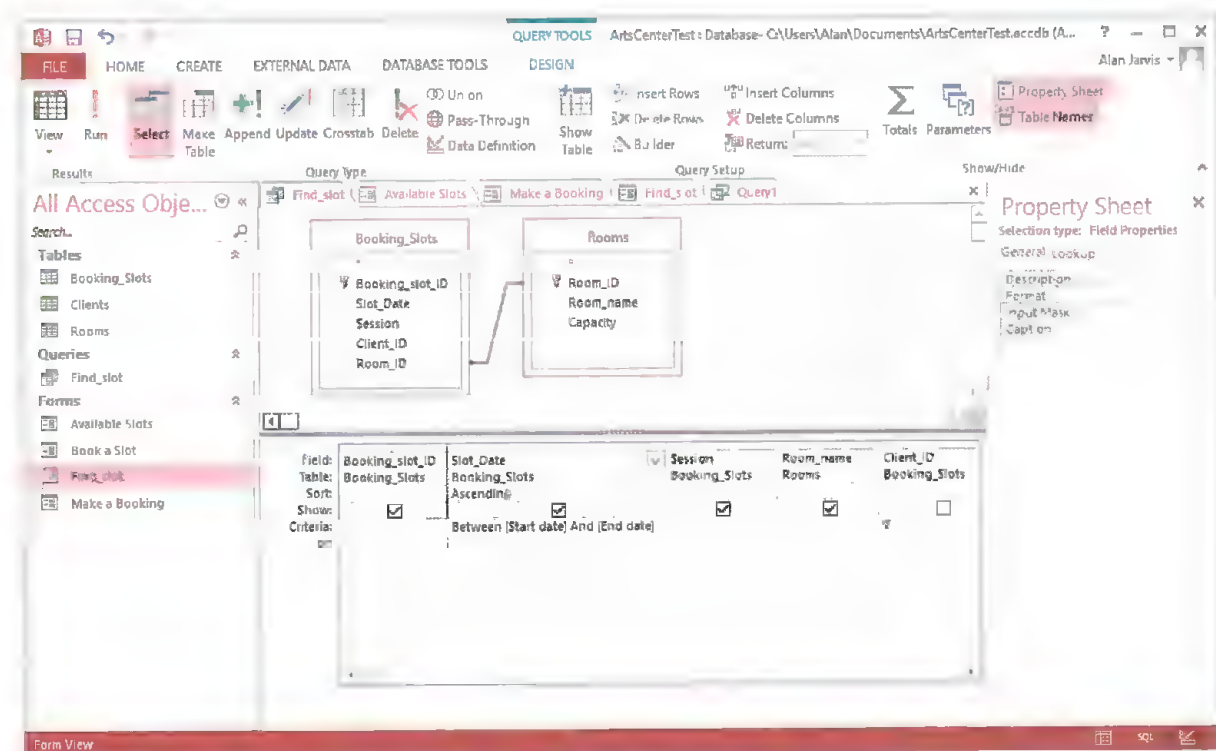 QUERY TOOLS ArtsCenterTest : Database- C:\Users\Alan\Documents\ArtsCenterTest.accdb (A... ?
FILE HOME CREATE EXTERNAL DATA DATABASE TOOLS DESIGN Alan Jarvis
View Run Select Make Table Append Update Crosstab Delete
Union
Pass-Through
Data Definition
Show Table
Insert Rows
Delete Rows
Builder
Insert Columns
Delete Columns
Return:
Totals Parameters
Property Sheet
Table Names
Results Query Type Query Setup Show/Hide
All Access Obje...
Search...
Tables
Booking_Slots
Clients
Rooms
Queries
Find_slot
Forms
Available Slots
Book a Slot
Find_slot
Make a Booking
Find_slot Available Slots Make a Booking Find_slot Query1
Booking_Slots
Booking_slot_ID
Slot_Date
Session
Client_ID
Room_ID
Rooms
Room_ID
Room_name
Capacity
Field: Booking_slot_ID Slot_Date Session Room_name Client_ID
Table: Booking_Slots Booking_Slots Booking_Slots Rooms Booking_Slots
Sort: Ascending
Show:
Criteria: Between [Start date] And [End date]
or:
Property Sheet
Selection type: Field Properties
General Lookup
Description
Format
Input Mask
Caption
Form View SQL